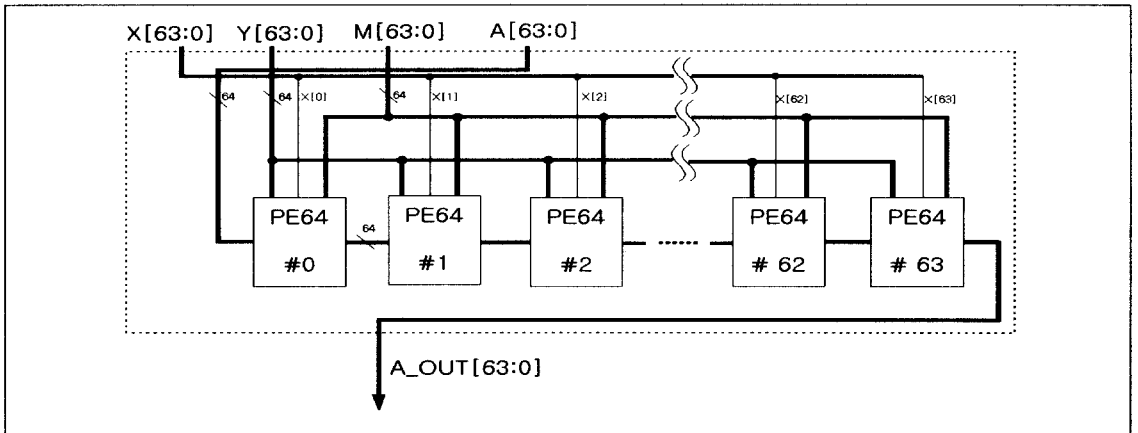 X[63:0] Y[63:0] M[63:0] A[63:0]
64 64 X[0] 64 X[1] X[2] X[62] X[63]
PE64 PE64 PE64 PE64 PE64
64
#0 #1 #2 # 62 # 63
A_OUT[63:0]